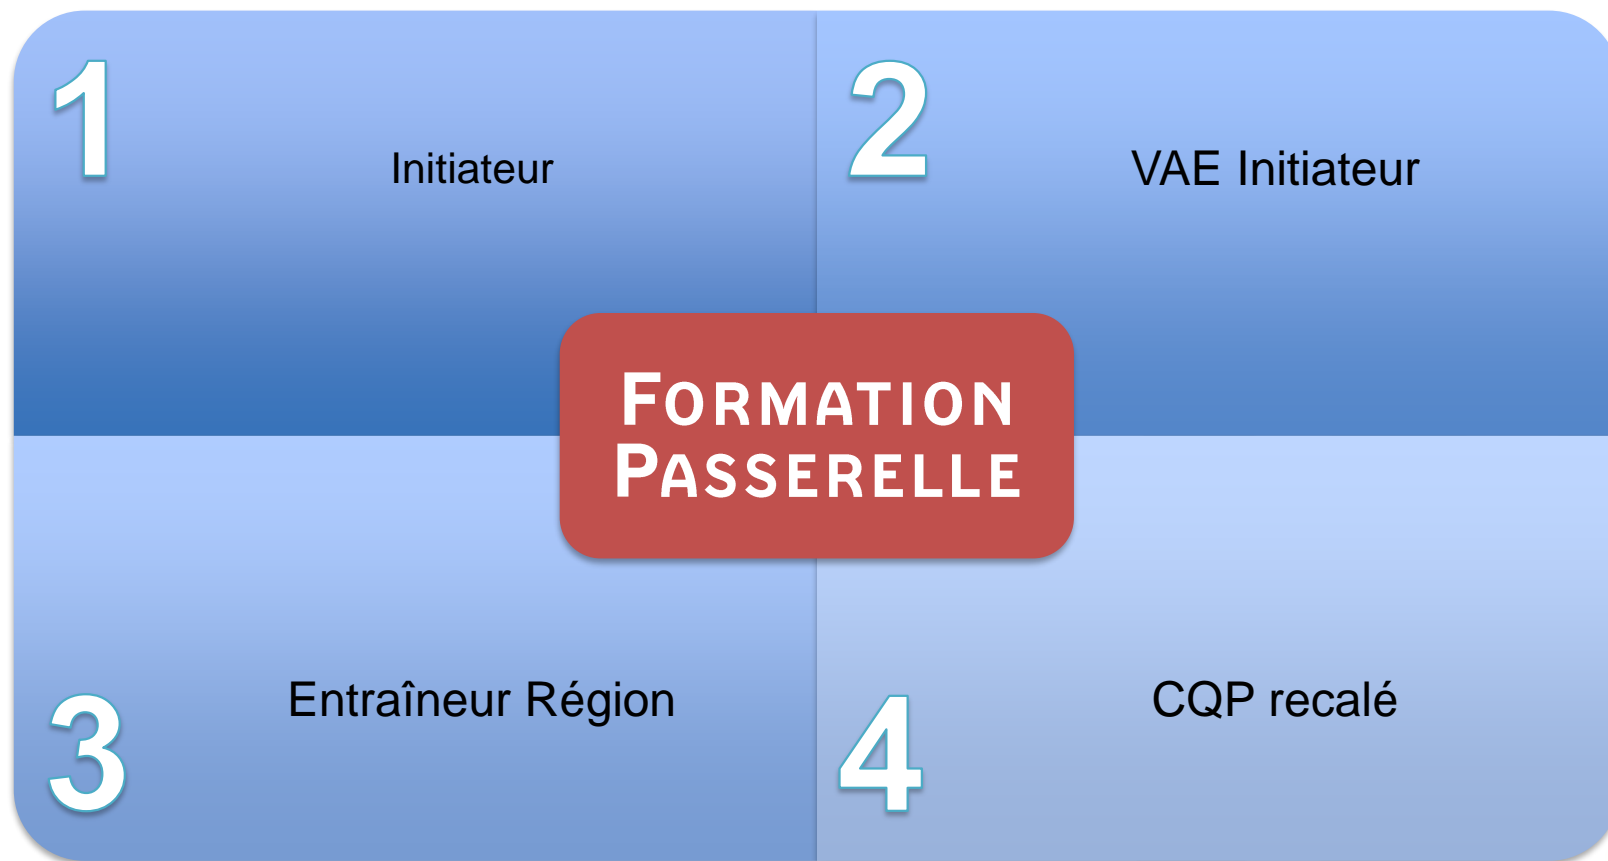 1
Initiateur
2
VAE Initiateur
FORMATION
PASSERELLE
3
Entraîneur Région
4
CQP recalé